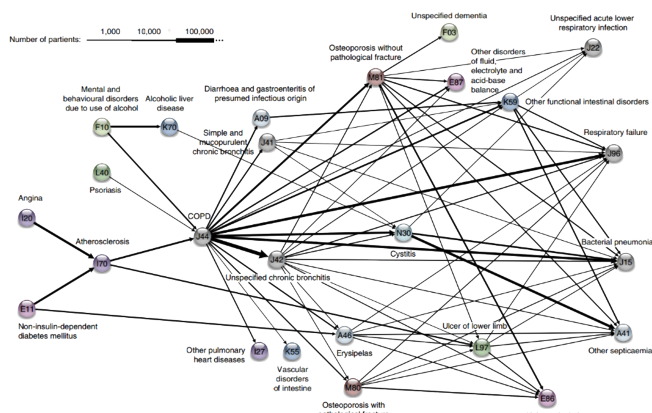 Number of partients:
1,000
10,000
100,000
...
Unspecified dementia
F03
Unspecified acute lower
respiratory infection
J22
Osteoporosis without
pathological fracture
M81
E87
Other disorders
of fluid,
electrolyte and
acid-base
balance
Mental and
behavioural disorders
due to use of alcohol
F10
Alcoholic liver
disease
K70
Diarrhoea and gastroenteritis of
presumed infectious origin
A09
K59
Other functional intestinal disorders
Simple and
mucopurulent
chronic bronchitis
J41
Respiratory failure
J96
L40
Psoriasis
Angina
I20
COPD
J44
N30
Cystitis
Atherosclerosis
I70
J42
Unspecified chronic bronchitis
Bacterial pneumonia
J15
E11
Non-insulin-dependent
diabetes mellitus
A46
Erysipelas
Ulcer of lower limb
L97
A41
Other septicaemia
I27
Other pulmonary
heart diseases
K55
Vascular
disorders
of intestine
M80
Osteoporosis with
E86